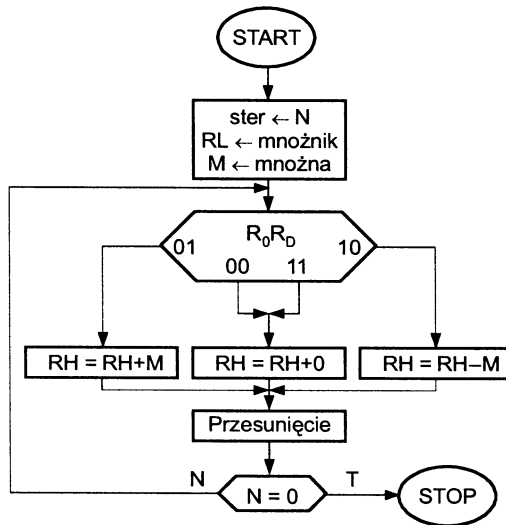 START
ster ← N
RL ← mnożnik
M ← mnożna
R₀R_D
01
10
00
11
RH = RH+M
RH = RH+0
RH = RH–M
Przesunięcie
N
N = 0
T
STOP